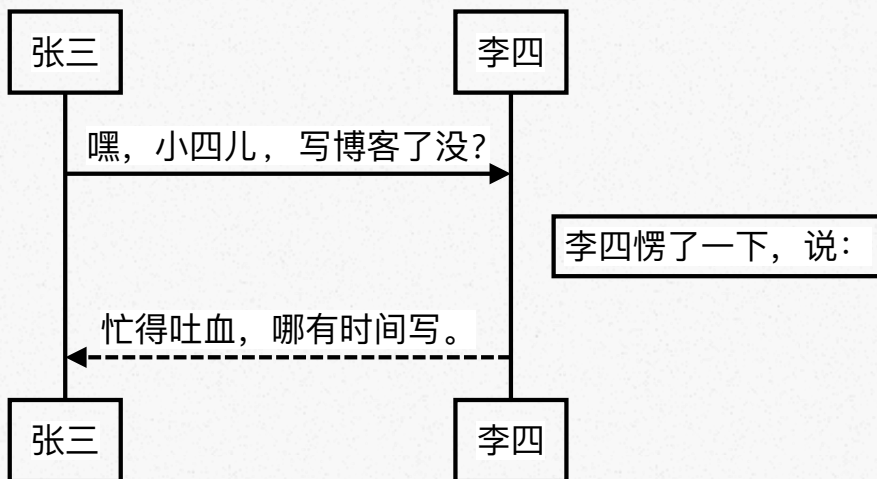 张三
李四
嘿，小四儿， 写博客了没？
李四愣了一下，说：
忙得吐血，哪有时间写。
张三
李四